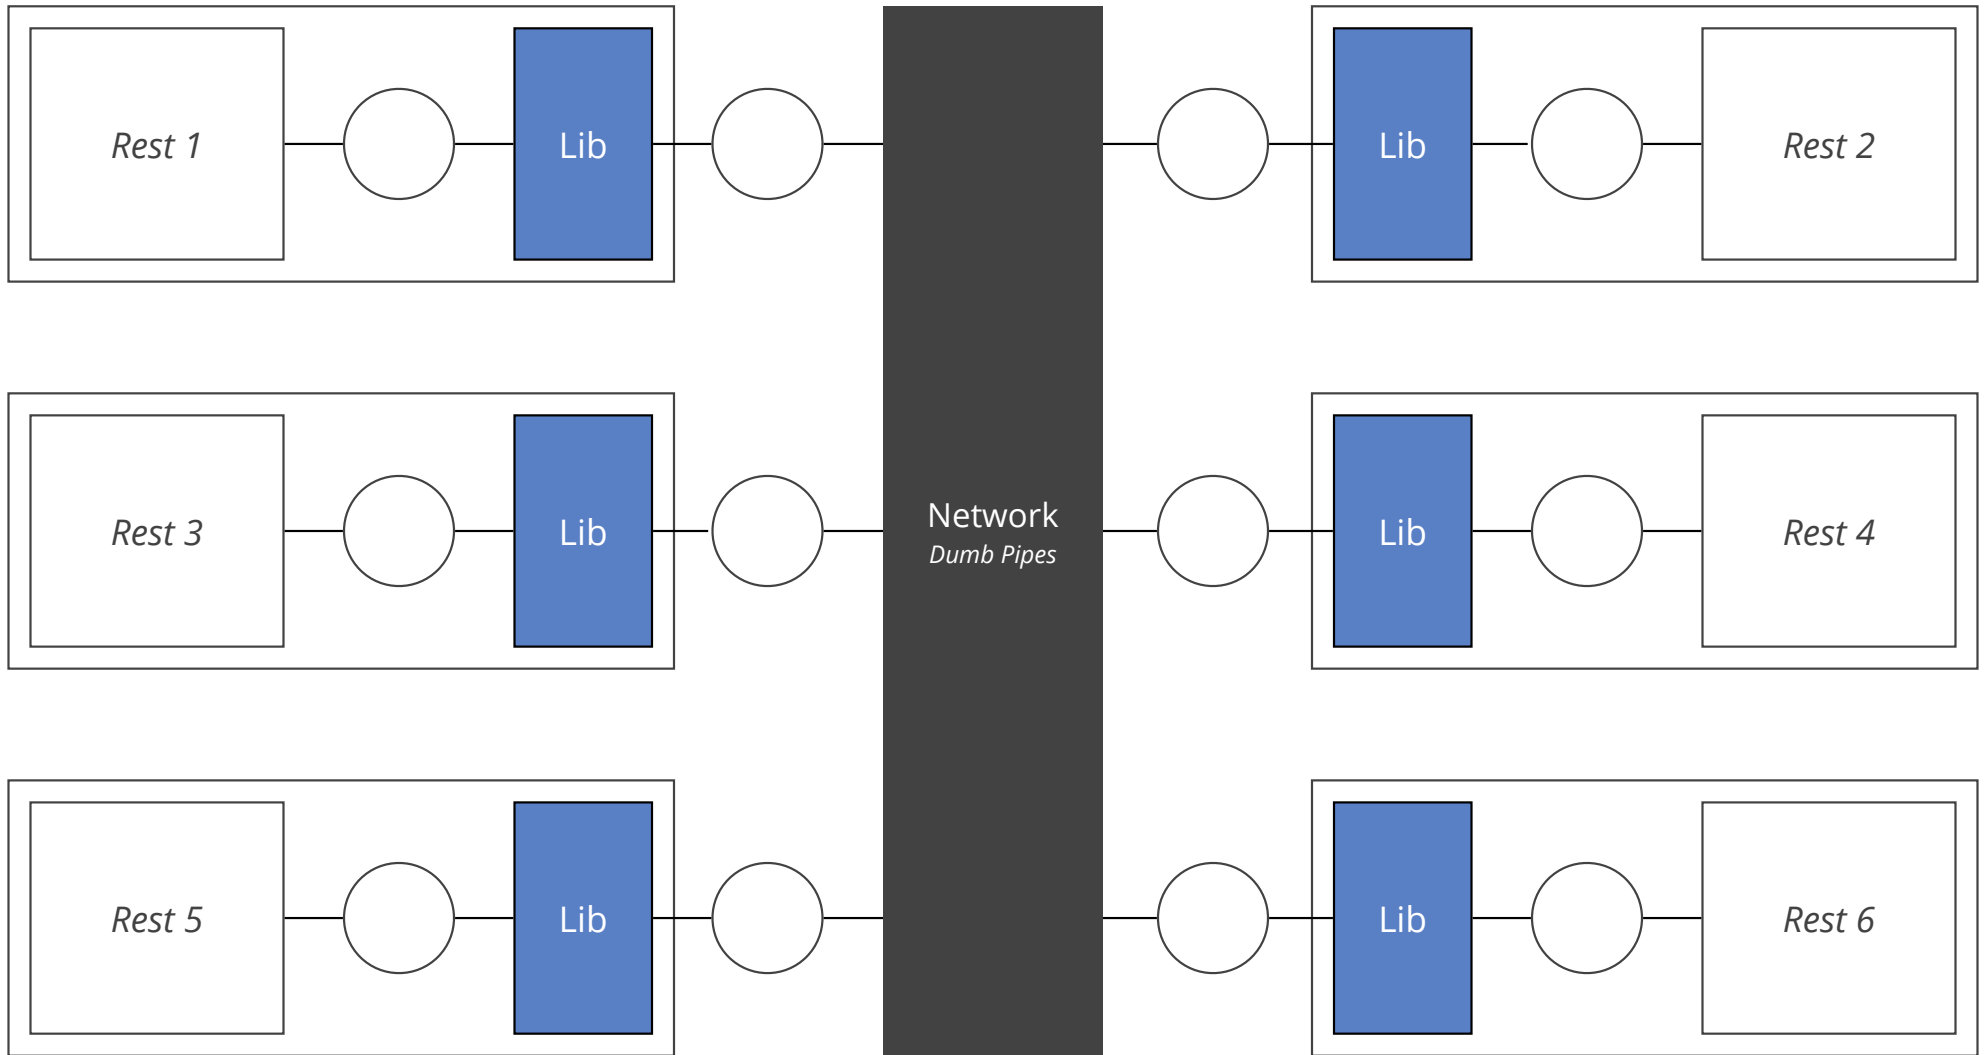 Rest 1
Lib
Lib
Rest 2
Rest 3
Lib
Network
Dumb Pipes
Lib
Rest 4
Rest 5
Lib
Lib
Rest 6